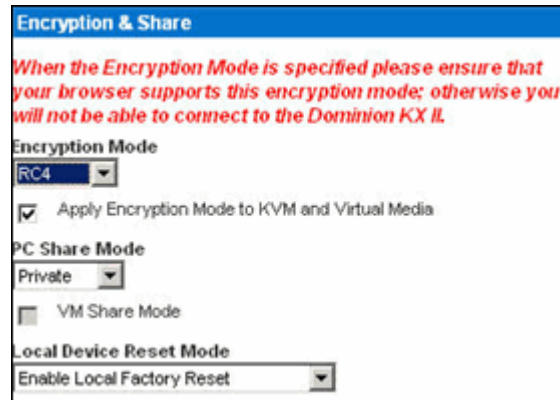 Encryption & Share
When the Encryption Mode is specified please ensure that
your browser supports this encryption mode; otherwise you
will not be able to connect to the Dominion KX II.
Encryption Mode
RC4
Apply Encryption Mode to KVM and Virtual Media
PC Share Mode
Private
VM Share Mode
Local Device Reset Mode
Enable Local Factory Reset